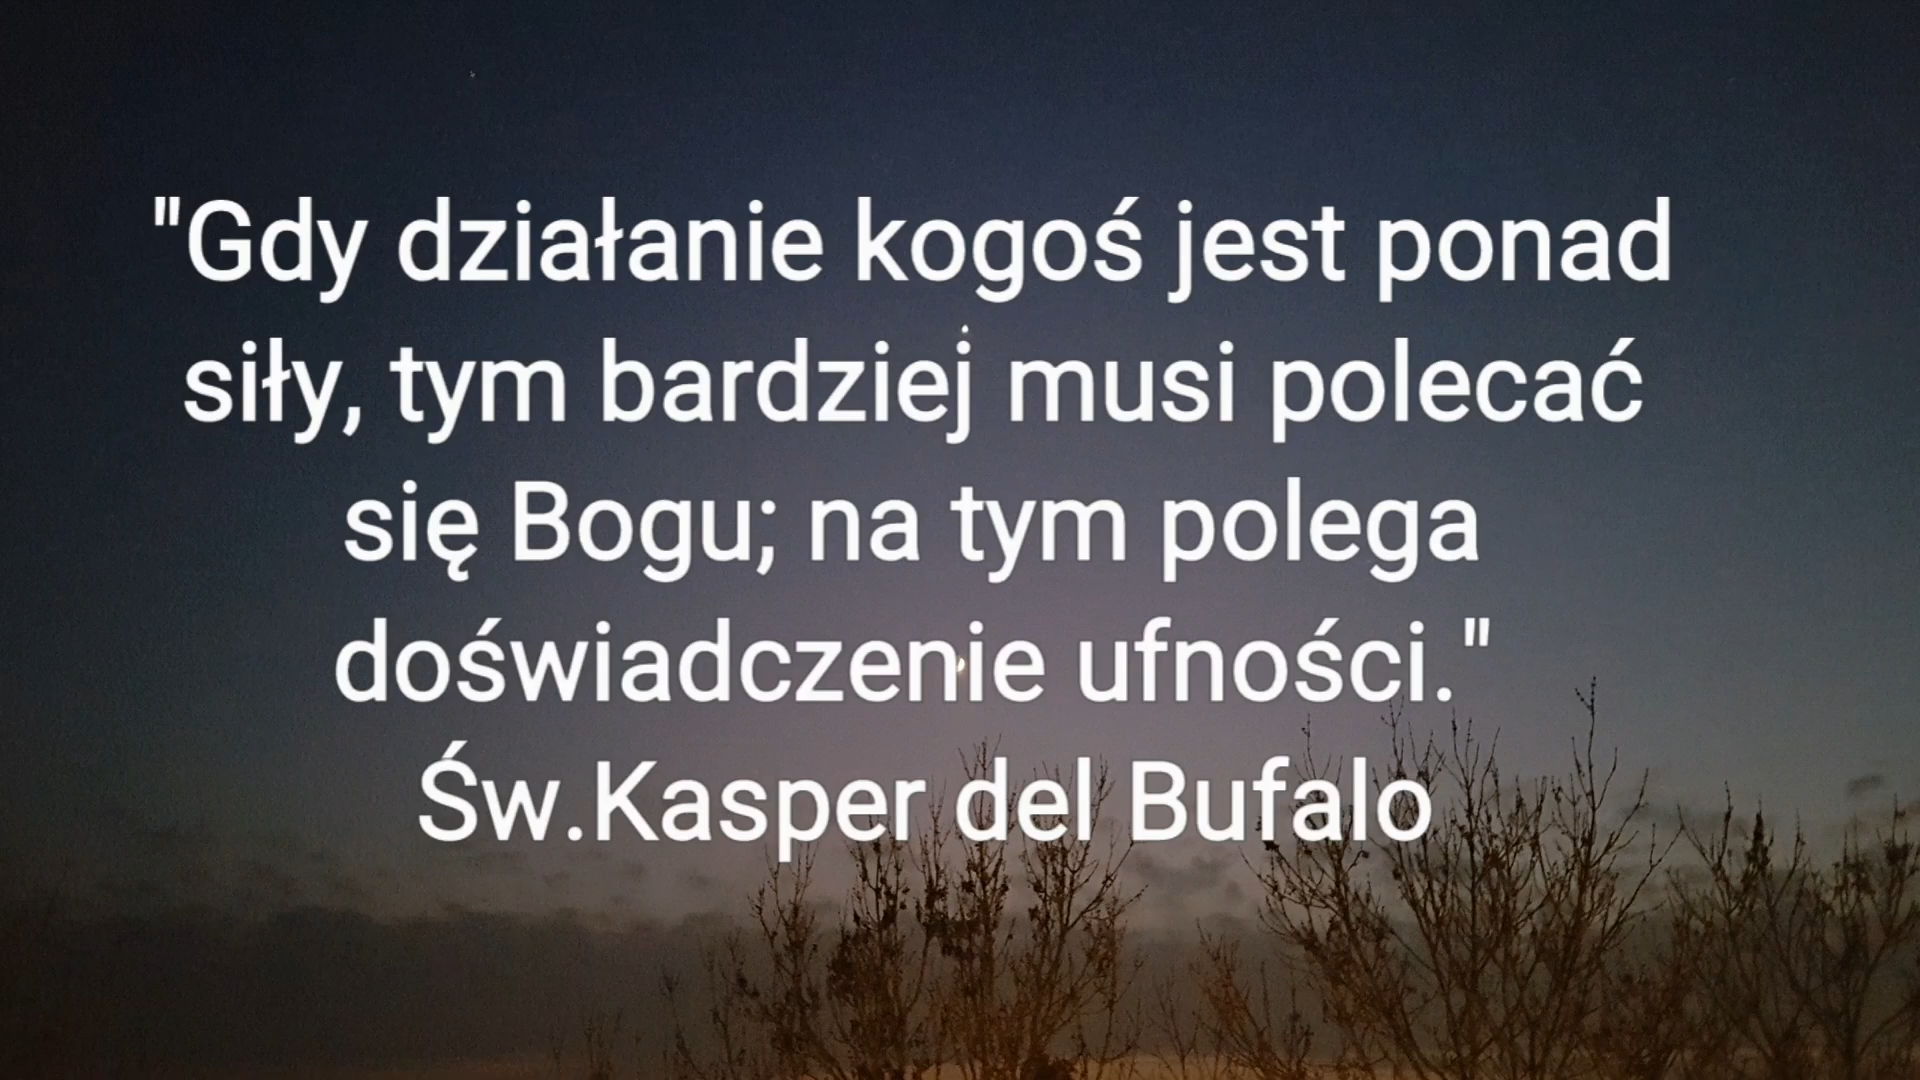 "Gdy działanie kogoś jest ponad
siły, tym bardziej musi polecać
się Bogu; na tym polega
doświadczenie ufności."
Św.Kasper del Bufalo